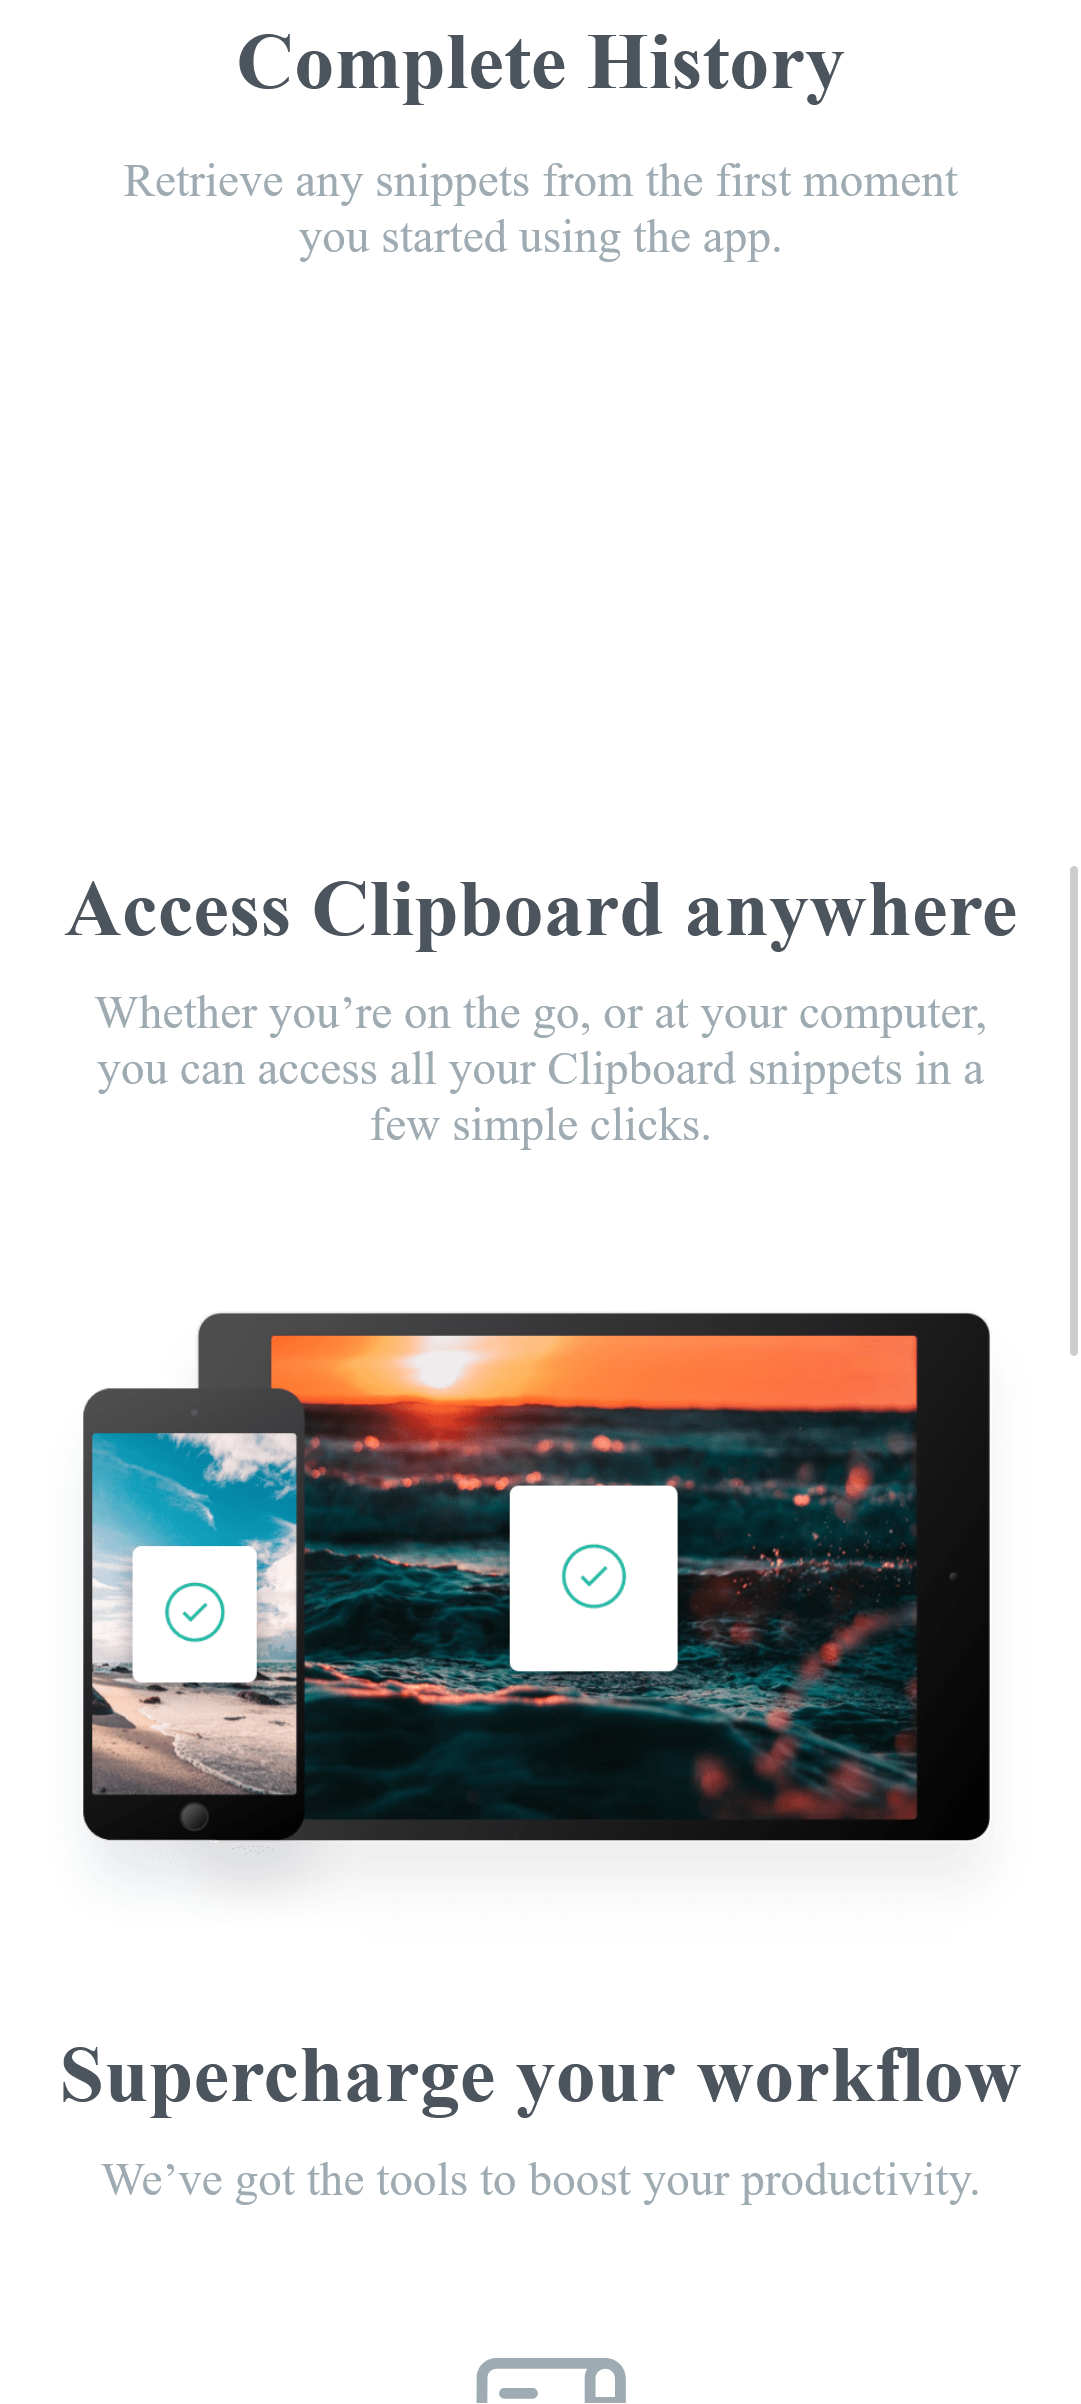 Complete History
Retrieve any snippets from the first moment
you started using the app.
Access Clipboard anywhere
Whether you’re on the go, or at your computer,
you can access all your Clipboard snippets in a
few simple clicks.
Supercharge your workflow
We’ve got the tools to boost your productivity.